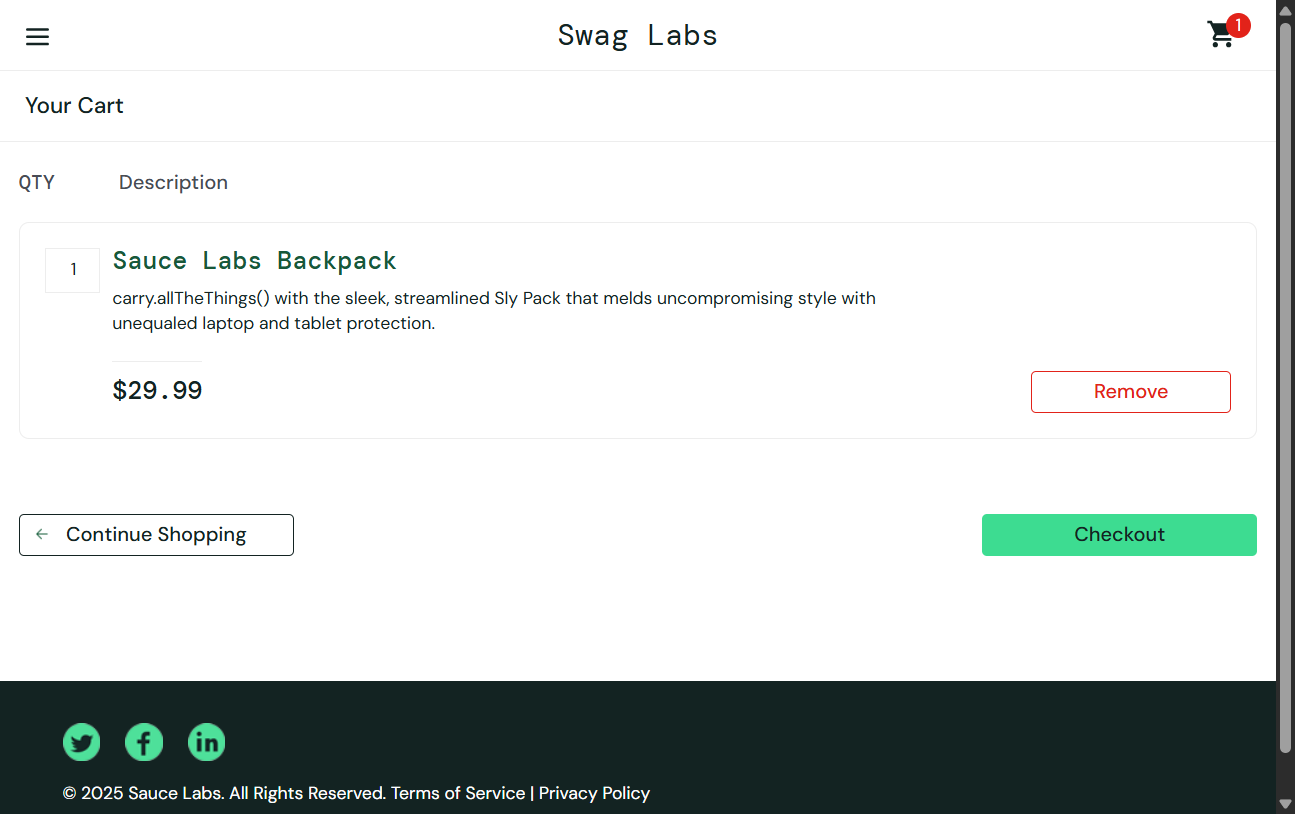 Swag Labs
1
Your Cart
QTY Description
1
Sauce Labs Backpack
carry.allTheThings() with the sleek, streamlined Sly Pack that melds uncompromising style with
unequaled laptop and tablet protection.
$29.99
Remove
Continue Shopping
Checkout
© 2025 Sauce Labs. All Rights Reserved. Terms of Service | Privacy Policy